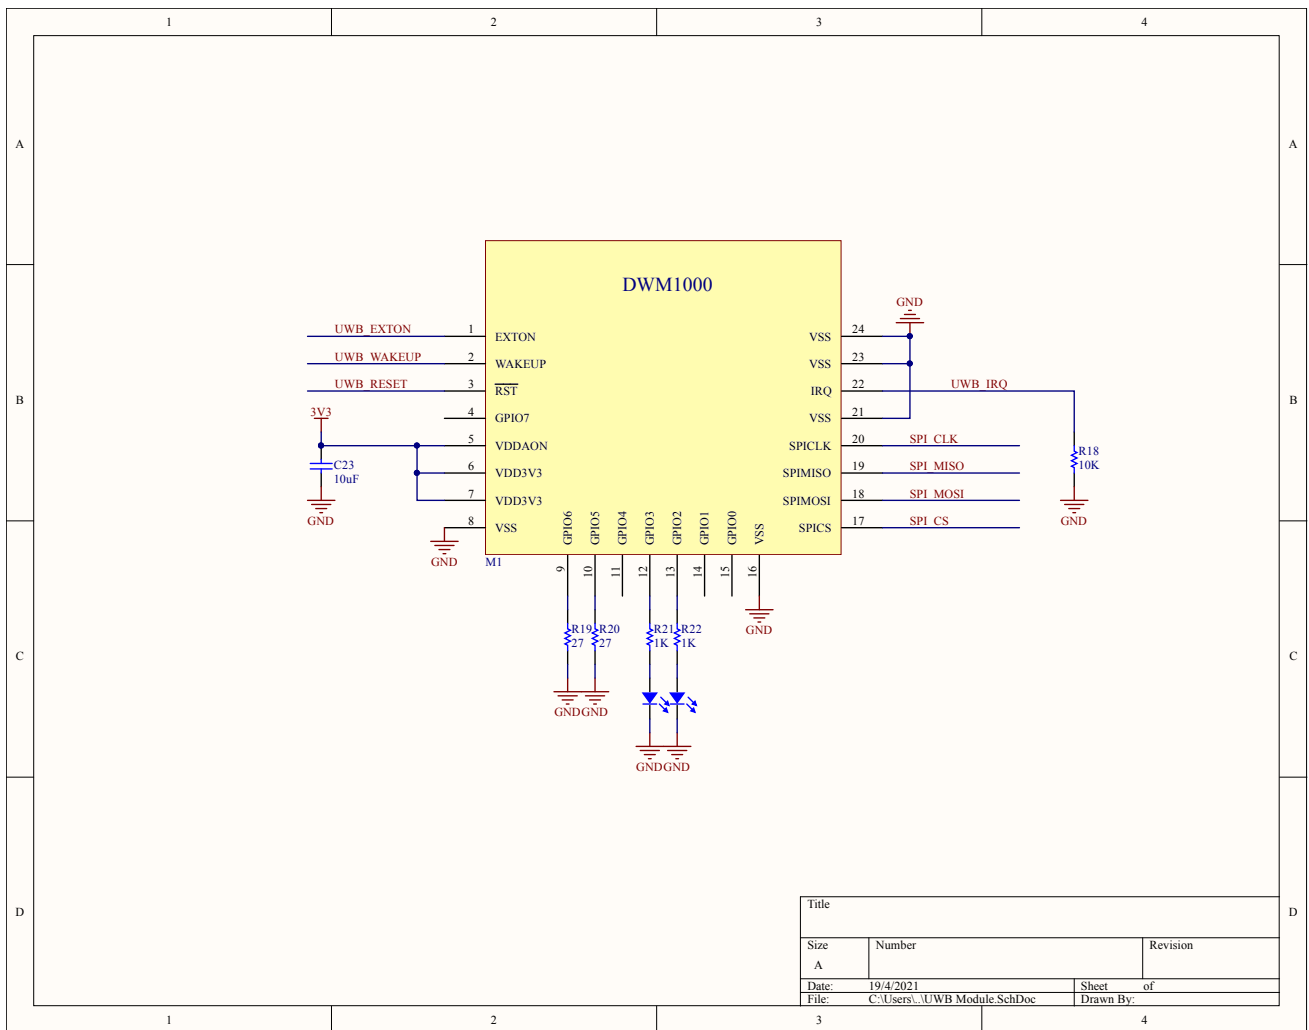 1 2 3 4
A A
DWM1000
GND
UWB_EXTON 1 EXTON VSS 24
UWB_WAKEUP 2 WAKEUP VSS 23
UWB_RESET 3 RST IRQ 22 UWB_IRQ
B B
3V3 4 GPIO7 VSS 21
5 VDDAON SPICLK 20 SPI_CLK
C23 6 VDD3V3 SPIMISO 19 SPI_MISO R18
10uF 10K
7 VDD3V3 SPIMOSI 18 SPI_MOSI
GND GND
8 VSS SPICS 17 SPI_CS
GPIO6 GPIO5 GPIO4 GPIO3 GPIO2 GPIO1 GPIO0 VSS
GND M1
9 10 11 12 13 14 15 16
R19 R20 R21 R22 GND
27 27 1K 1K
C C
GND GND
GND GND
Title
D D
Size Number Revision
A
Date: 19/4/2021 Sheet of
File: C:\Users\..\UWB Module.SchDoc Drawn By:
1 2 3 4